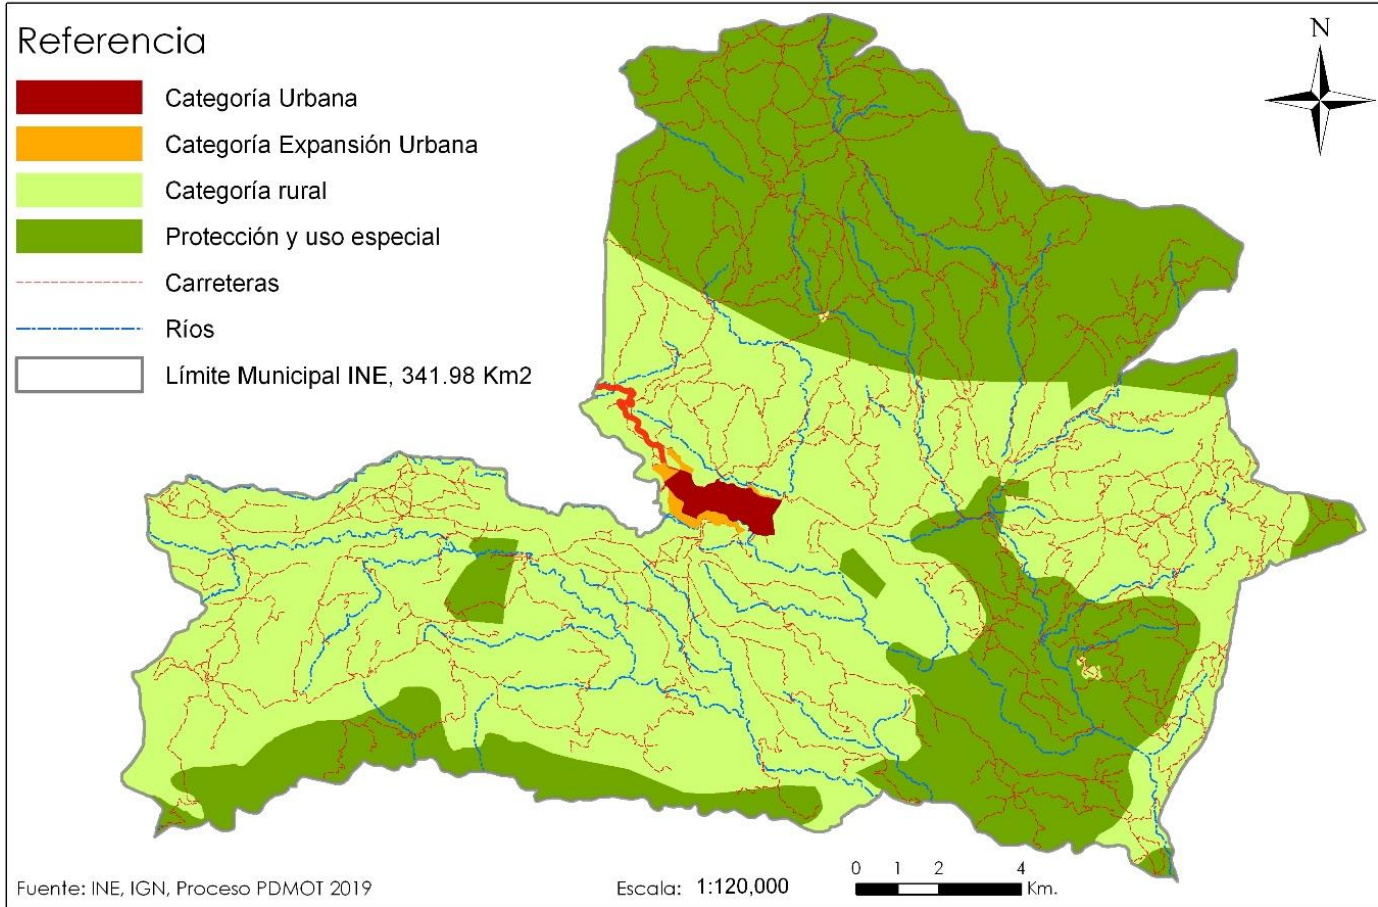 Referencia
Categoría Urbana
Categoría Expansión Urbana
Categoría rural
Protección y uso especial
Carreteras
Ríos
Límite Municipal INE, 341.98 Km2
N
Fuente: INE, IGN, Proceso PDMOT 2019
Escala: 1:120,000
0 1 2 4
Km.